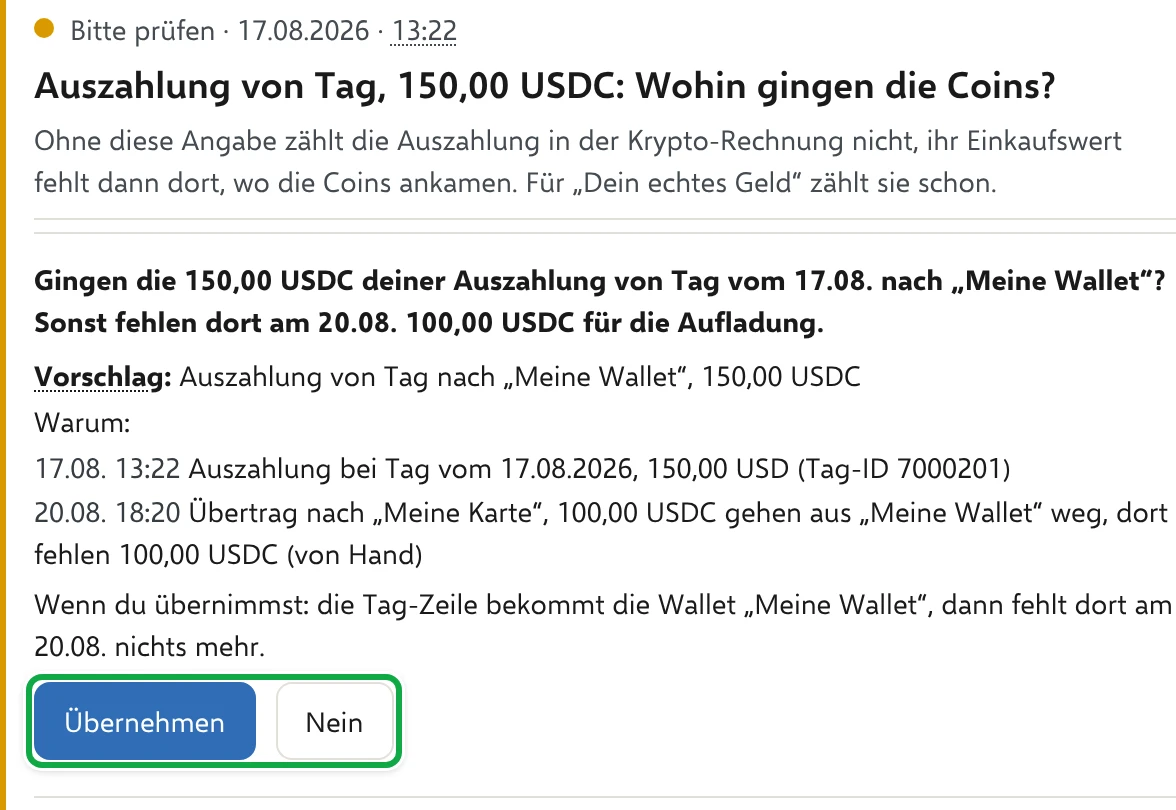 Bitte prüfen · 17.08.2026 · 13:22
Auszahlung von Tag, 150,00 USDC: Wohin gingen die Coins?
Ohne diese Angabe zählt die Auszahlung in der Krypto-Rechnung nicht, ihr Einkaufswert
fehlt dann dort, wo die Coins ankamen. Für „Dein echtes Geld“ zählt sie schon.
Gingen die 150,00 USDC deiner Auszahlung von Tag vom 17.08. nach „Meine Wallet“?
Sonst fehlen dort am 20.08. 100,00 USDC für die Aufladung.
Vorschlag: Auszahlung von Tag nach „Meine Wallet“, 150,00 USDC
Warum:
17.08. 13:22 Auszahlung bei Tag vom 17.08.2026, 150,00 USD (Tag-ID 7000201)
20.08. 18:20 Übertrag nach „Meine Karte“, 100,00 USDC gehen aus „Meine Wallet“ weg, dort
fehlen 100,00 USDC (von Hand)
Wenn du übernimmst: die Tag-Zeile bekommt die Wallet „Meine Wallet“, dann fehlt dort am
20.08. nichts mehr.
Übernehmen Nein